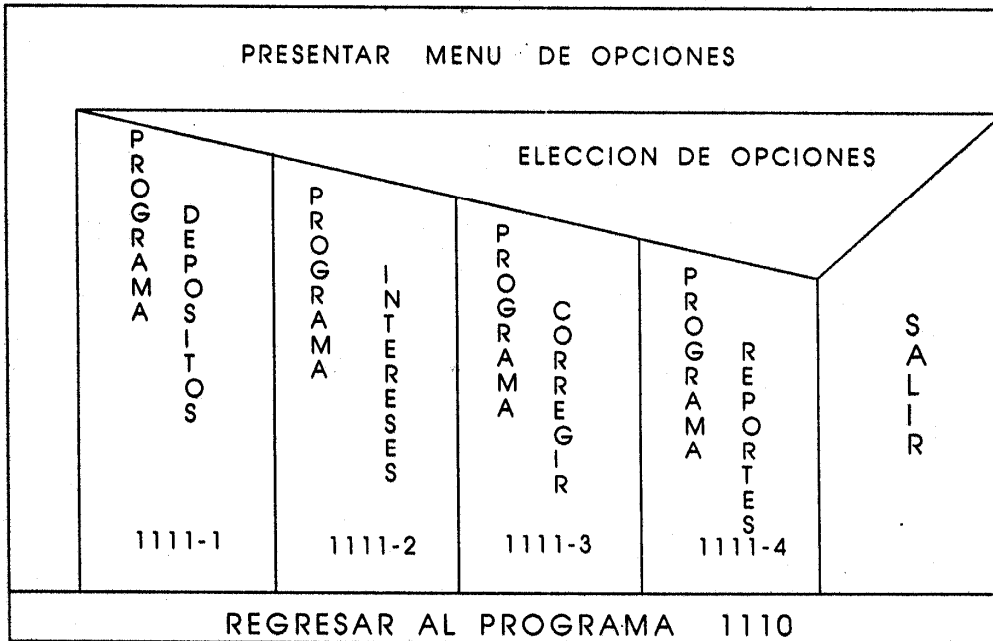 PRESENTAR MENU DE OPCIONES
ELECCION DE OPCIONES
PROGRAMA
DEPOSITOS
1111-1
PROGRAMA
INTERESES
1111-2
PROGRAMA
CORREGIR
1111-3
PROGRAMA
REPORTES
1111-4
SALIR
REGRESAR AL PROGRAMA 1110